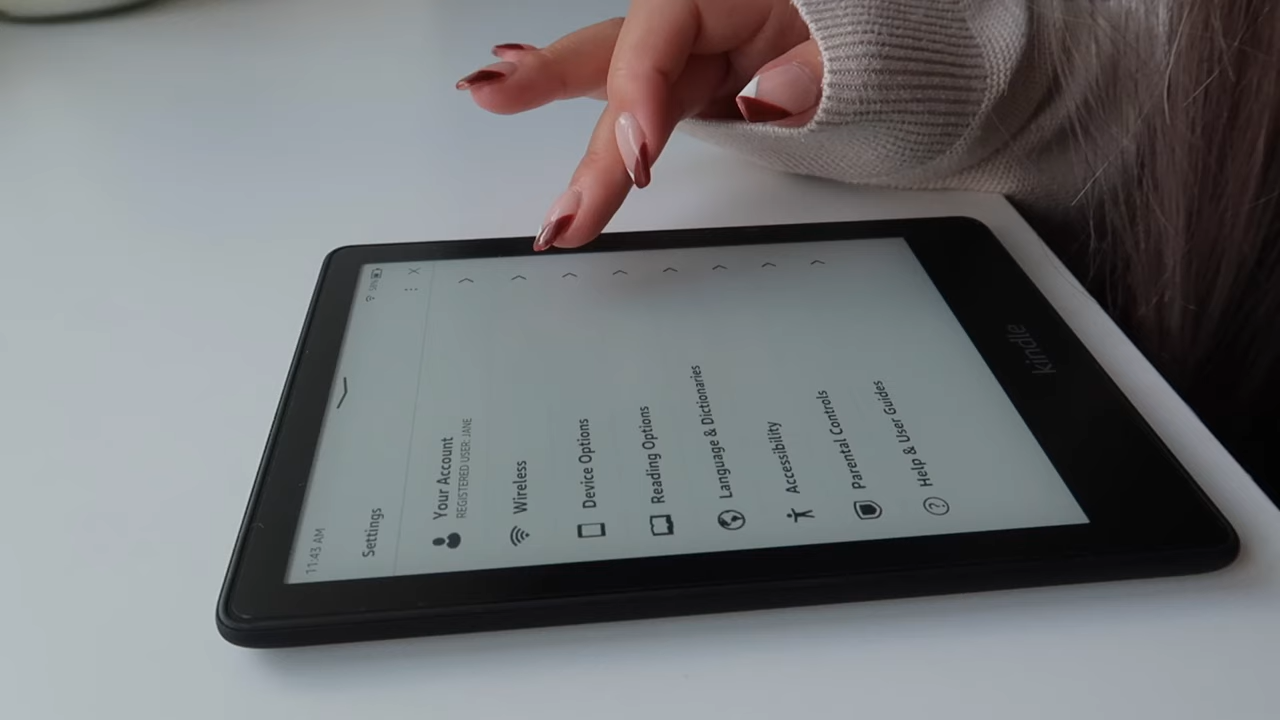 11:43 AM
Settings
Your Account
REGISTERED USER: JANE
Wireless
Device Options
Reading Options
Language & Dictionaries
Accessibility
Parental Controls
Help & User Guides
kindle